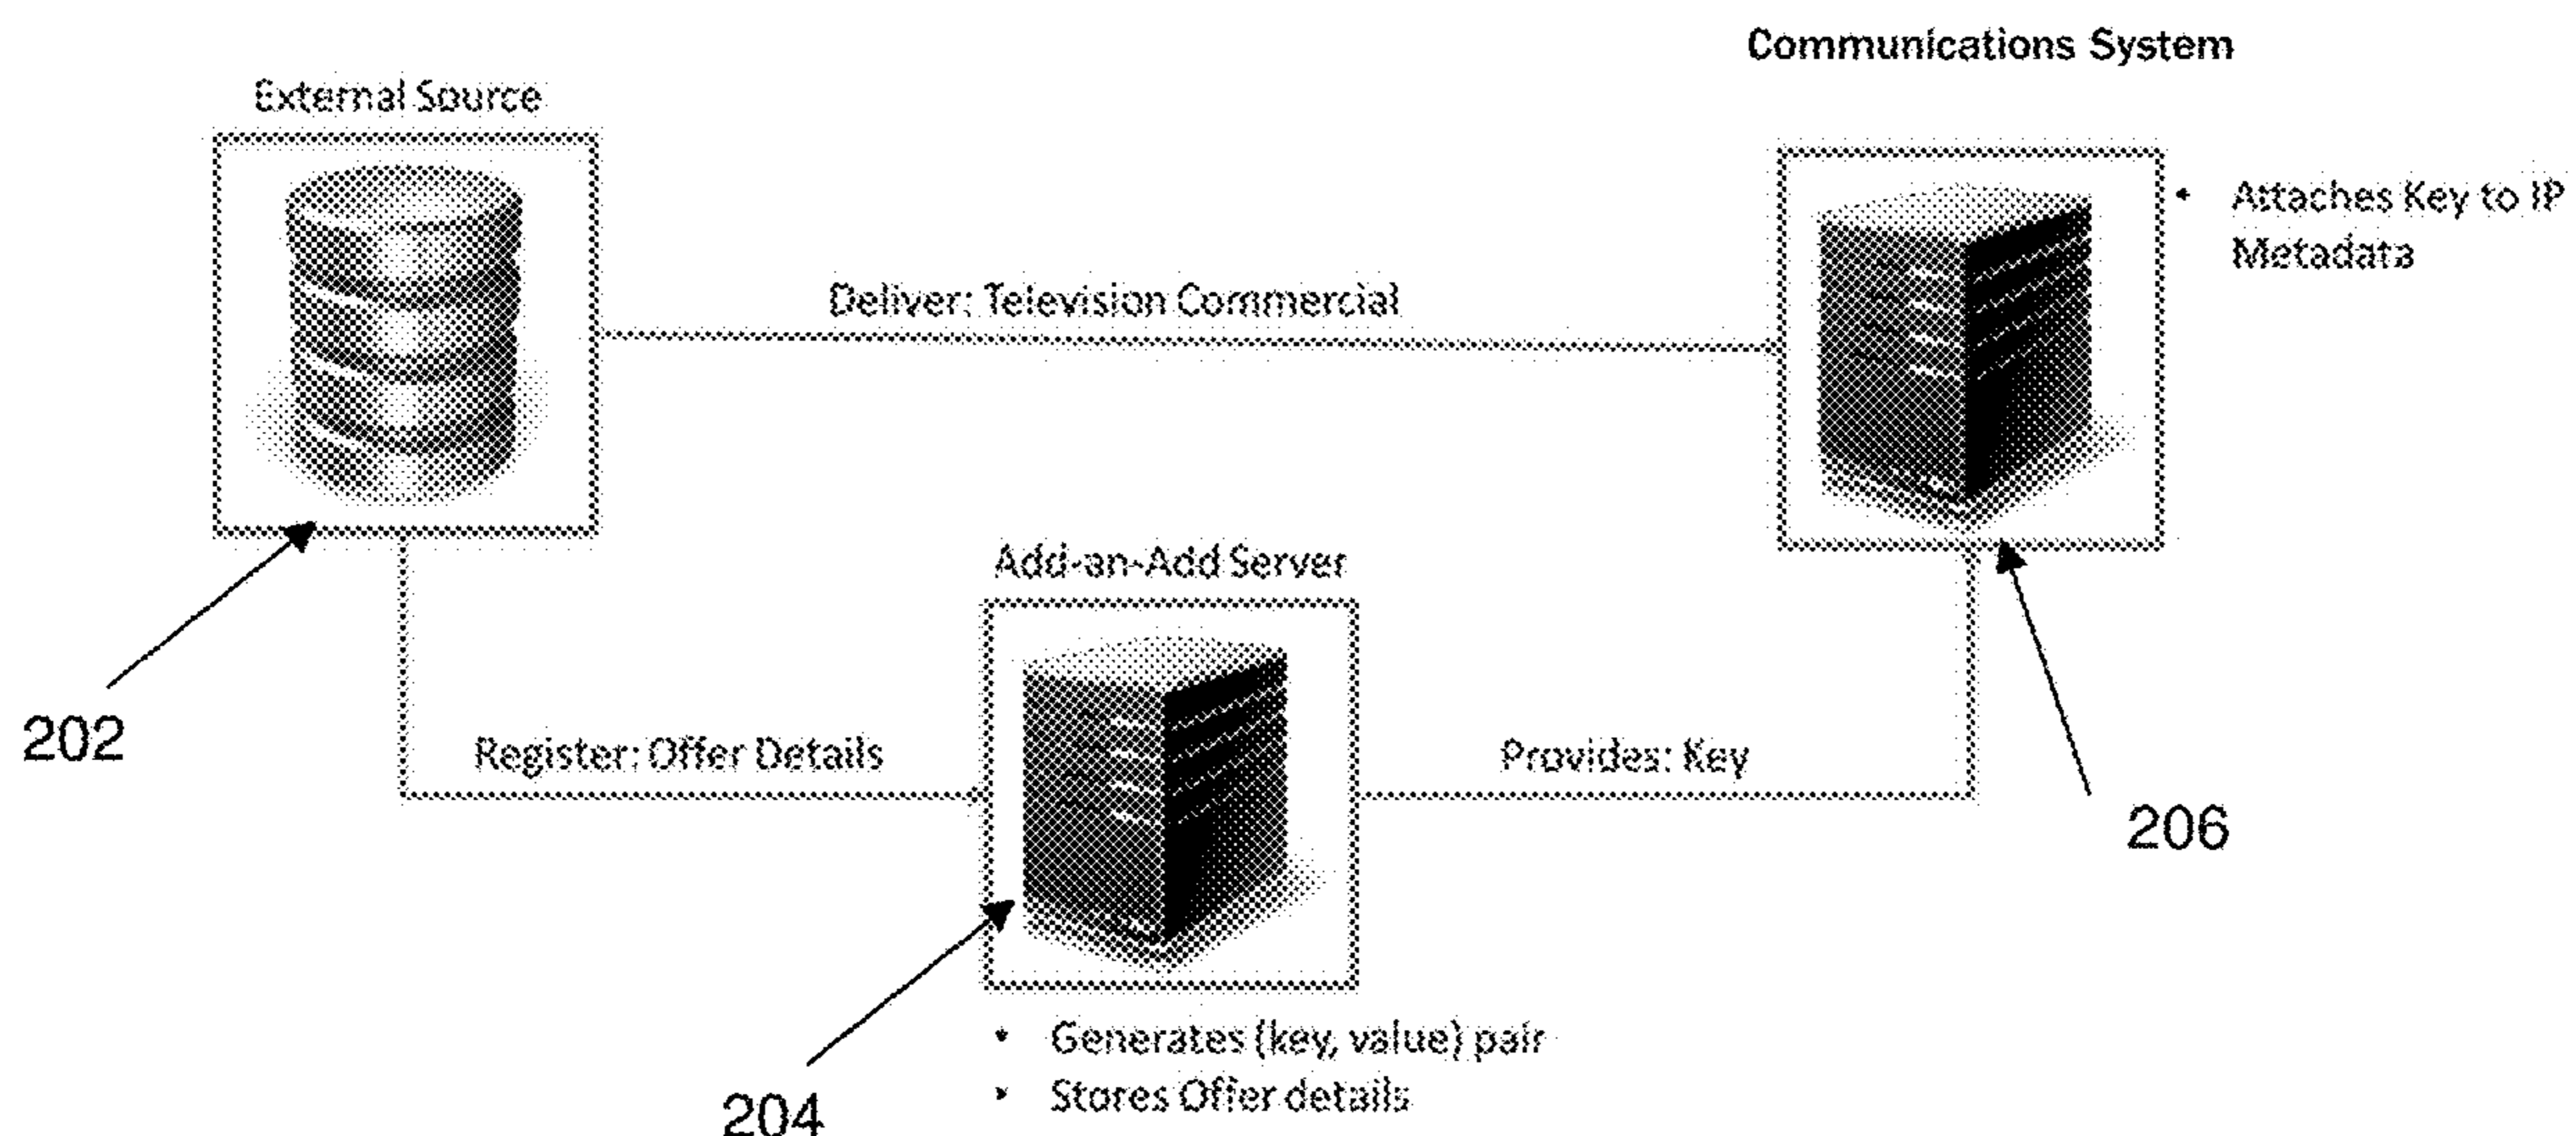 Communications System
External Source
• Attaches Key to IP
Metadata
Deliver: Television Commercial
Add-an-Add Server
202
Register: Offer Details
Provides: Key
206
• Generates (key, value) pair
• Stores Offer details
204